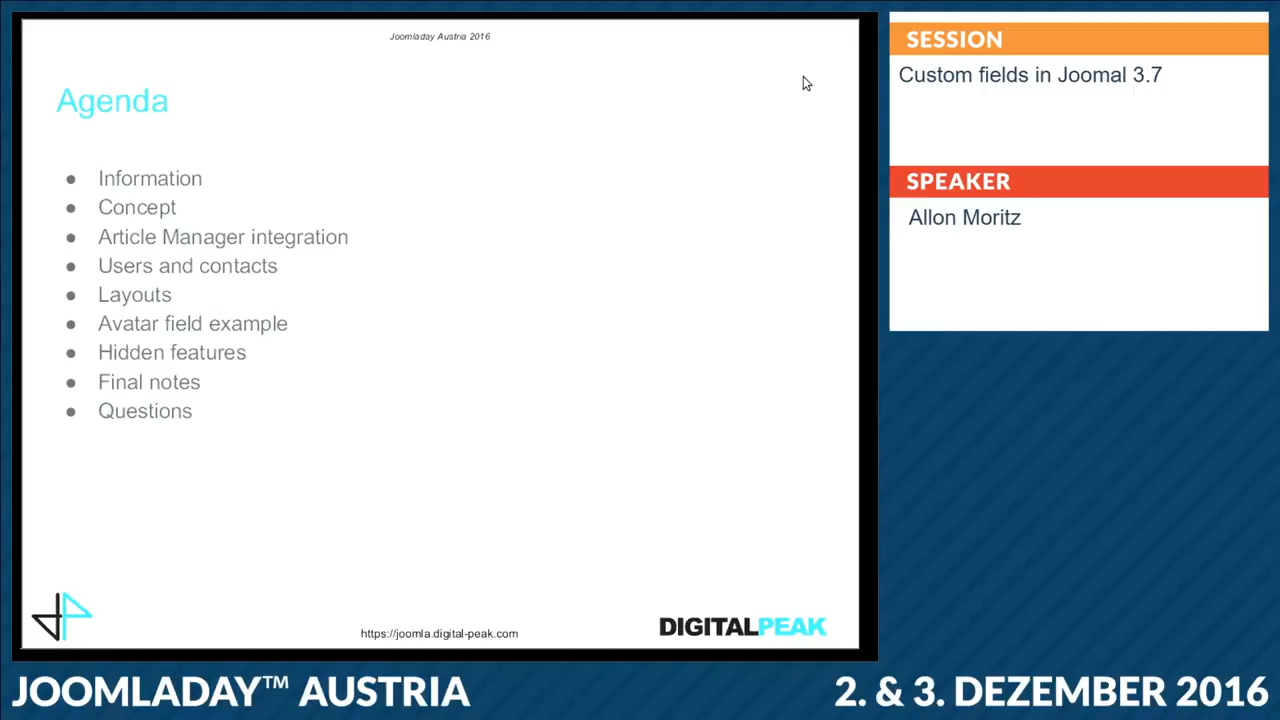 Joomladay Austria 2016
Agenda
● Information
● Concept
● Article Manager integration
● Users and contacts
● Layouts
● Avatar field example
● Hidden features
● Final notes
● Questions
https://joomla.digital-peak.com
DIGITALPEAK
SESSION
Custom fields in Joomal 3.7
SPEAKER
Allon Moritz
JOOMLADAY™ AUSTRIA
2. & 3. DEZEMBER 2016